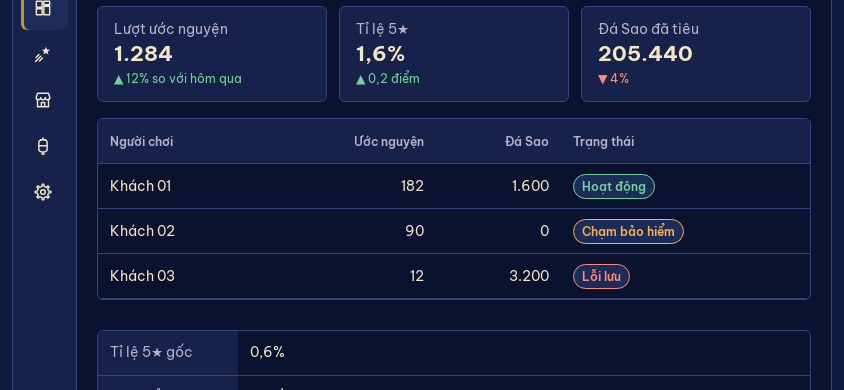 Lượt ước nguyện
1.284
▲ 12% so với hôm qua
Tỉ lệ 5★
1,6%
▲ 0,2 điểm
Đá Sao đã tiêu
205.440
▼ 4%
Người chơi Ước nguyện Đá Sao Trạng thái
Khách 01 182 1.600 Hoạt động
Khách 02 90 0 Chạm bảo hiểm
Khách 03 12 3.200 Lỗi lưu
Tỉ lệ 5★ gốc 0,6%